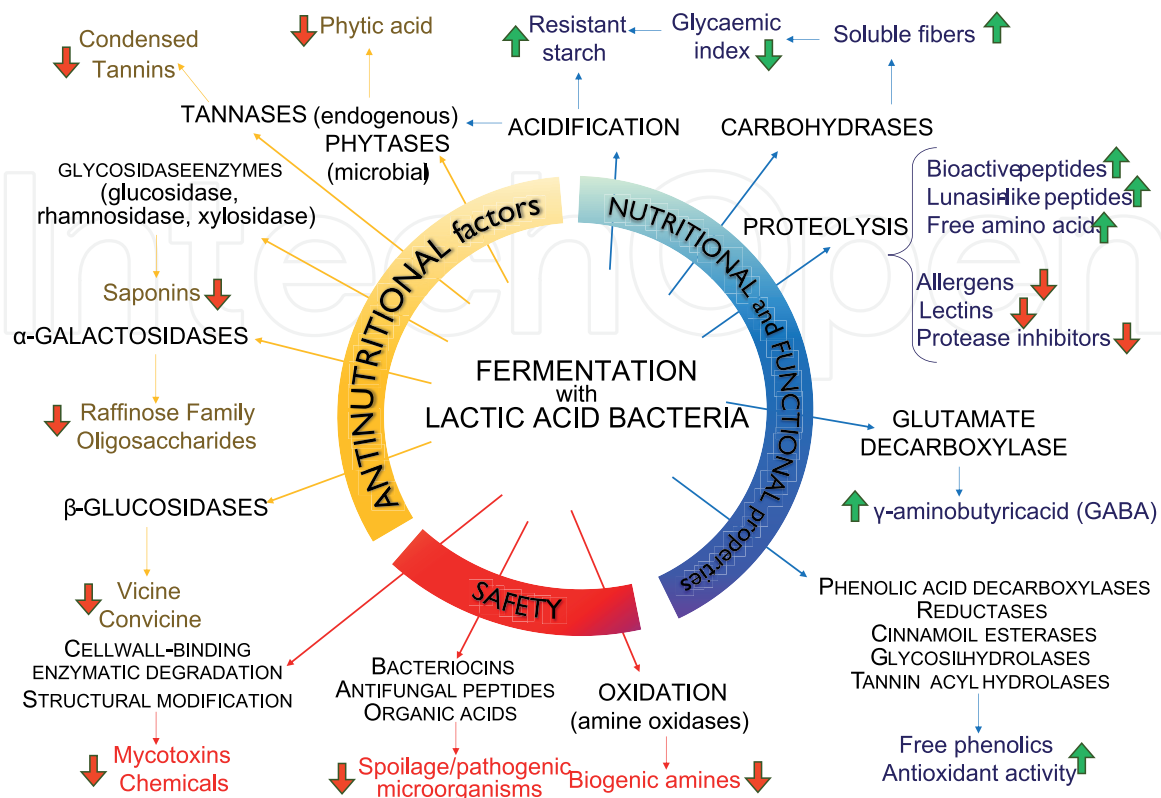 Condensed
Tannins
Phytic acid
Resistant
starch
Glycaemic
index
Soluble fibers
TANNASES
(endogenous)
PHYTASES
(microbial)
ACIDIFICATION
CARBOHYDRASES
GLYCOSIDASEENZYMES
(glucosidase,
rhamnosidase, xylosidase)
Saponins
α-GALACTOSIDASES
Raffinose Family
Oligosaccharides
β-GLUCOSIDASES
Vicine
Convicine
ANTINUTRITIONAL factors
NUTRITIONAL and FUNCTIONAL properties
SAFETY
FERMENTATION
with
LACTIC ACID BACTERIA
PROTEOLYSIS
Bioactivepeptides
Lunasin-like peptides
Free amino acids
Allergens
Lectins
Protease inhibitors
GLUTAMATE
DECARBOXYLASE
γ-aminobutyricacid (GABA)
PHENOLIC ACID DECARBOXYLASES
REDUCTASES
CINNAMOIL ESTERASES
GLYCOSILHYDROLASES
TANNIN ACYLHYDROLASES
Free phenolics
Antioxidant activity
CELLWALL-BINDING
ENZYMATIC DEGRADATION
STRUCTURAL MODIFICATION
Mycotoxins
Chemicals
BACTERIOCINS
ANTIFUNGAL PEPTIDES
ORGANIC ACIDS
Spoilage/pathogenic
microorganisms
OXIDATION
(amine oxidases)
Biogenic amines
IntechOpen